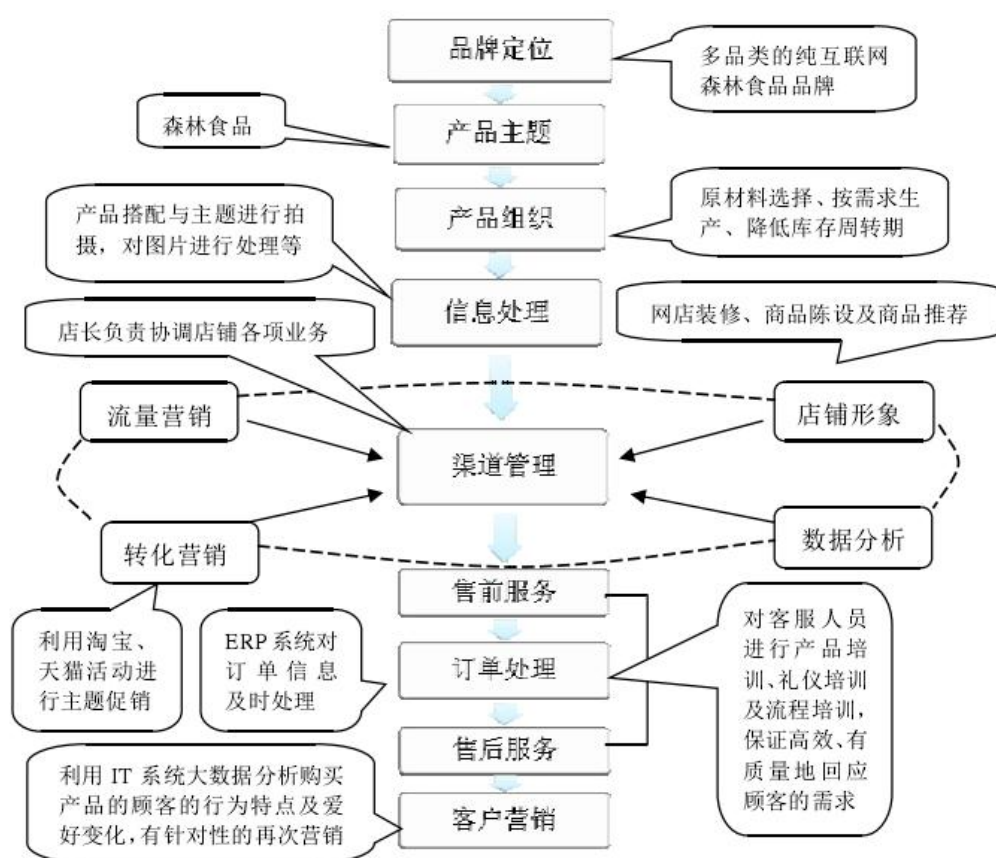 品牌定位
多品类的纯互联网
森林食品品牌
森林食品
产品主题
产品搭配与主题进行拍
摄，对图片进行处理等
产品组织
原材料选择、按需求生
产、降低库存周转期
信息处理
店长负责协调店铺各项业务
网店装修、商品陈设及商品推荐
流量营销
店铺形象
渠道管理
转化营销
数据分析
售前服务
利用淘宝、
天猫活动进
行主题促销
ERP 系统对
订单信息
及时处理
订单处理
对客服人员
进行产品培
训、礼仪培训
及流程培训，
保证高效、有
质量地回应
顾客的需求
售后服务
利用 IT 系统大数据分析购买
产品的顾客的行为特点及爱
好变化，有针对性的再次营销
客户营销